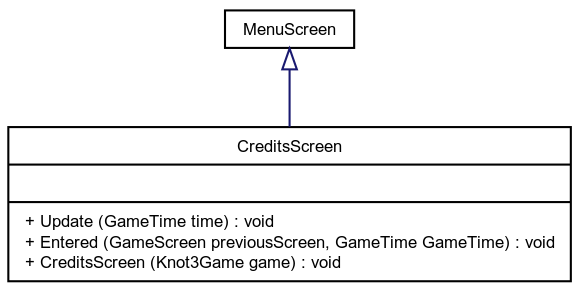 MenuScreen
CreditsScreen
+ Update (GameTime time) : void
+ Entered (GameScreen previousScreen, GameTime GameTime) : void
+ CreditsScreen (Knot3Game game) : void